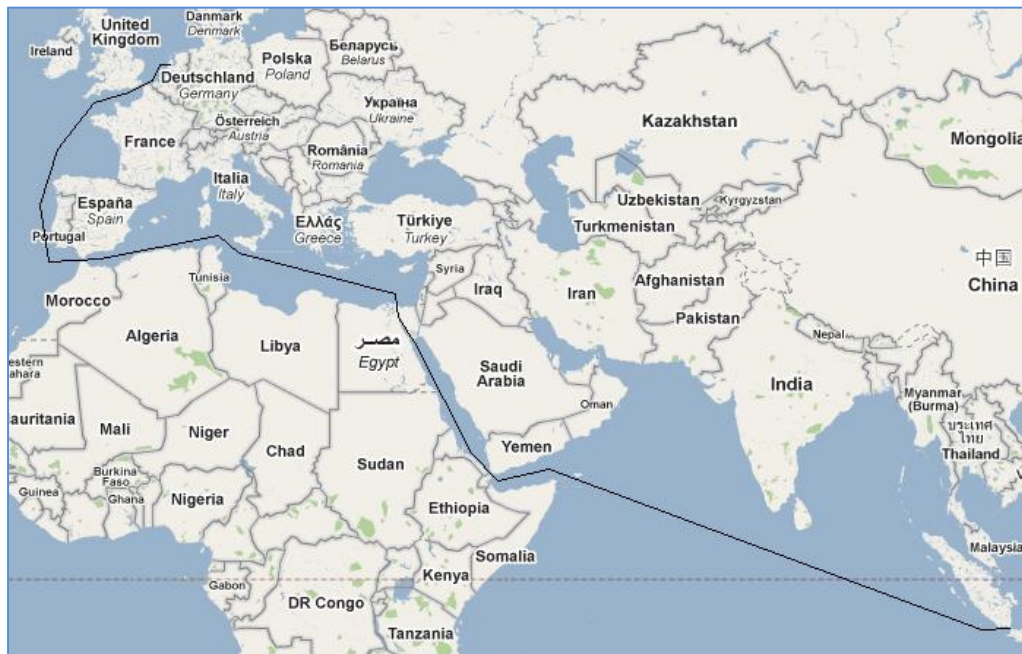 Danmark
Denmark
United
Kingdom
Ireland
Polska
Poland
Беларусь
Belarus
Deutschland
Germany
Україна
Ukraine
Österreich
Austria
France
România
Romania
Italia
Italy
España
Spain
Portugal
Ελλάς
Greece
Türkiye
Turkey
Kazakhstan
Mongolia
Uzbekistan
Kyrgyzstan
Turkmenistan
中国
China
Afghanistan
Pakistan
Iran
Iraq
Syria
Tunisia
Morocco
Algeria
Libya
مصر
Egypt
Saudi
Arabia
Oman
Yemen
Nepal
India
Myanmar
(Burma)
ประเทศ
ไทย
Thailand
V
estern
ahara
auritania
Mali
Niger
Chad
Sudan
Burkina
Faso
Guinea
Ghana
Nigeria
Ethiopia
Somalia
Malaysia
Gabon
DR Congo
Kenya
Tanzania